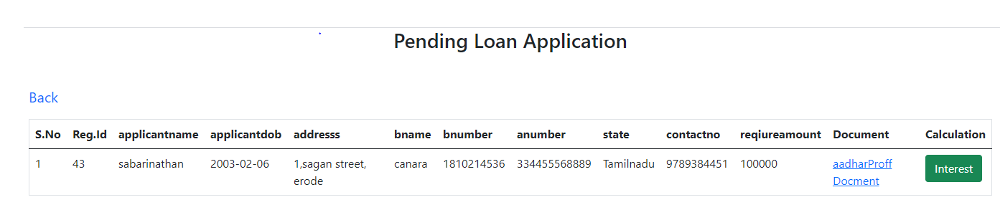 Pending Loan Application
Back
S.No Reg.Id applicantname applicantdob addresss bname bnumber anumber state contactno reqiureamount Document Calculation
1 43 sabarinathan 2003-02-06 1,sagan street, canara 1810214536 334455568889 Tamilnadu 9789384451 100000 aadharProff Interest
erode Docment